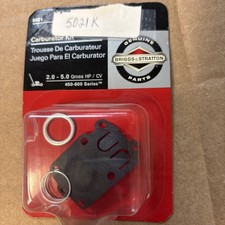 5021K
Carburetor Kit
Trousse De Carburateur
Juego Para El Carburador
2.0 - 5.0 Gross HP / CV
450-600 Series™
GENUINE
BRIGGS & STRATTON
PARTS